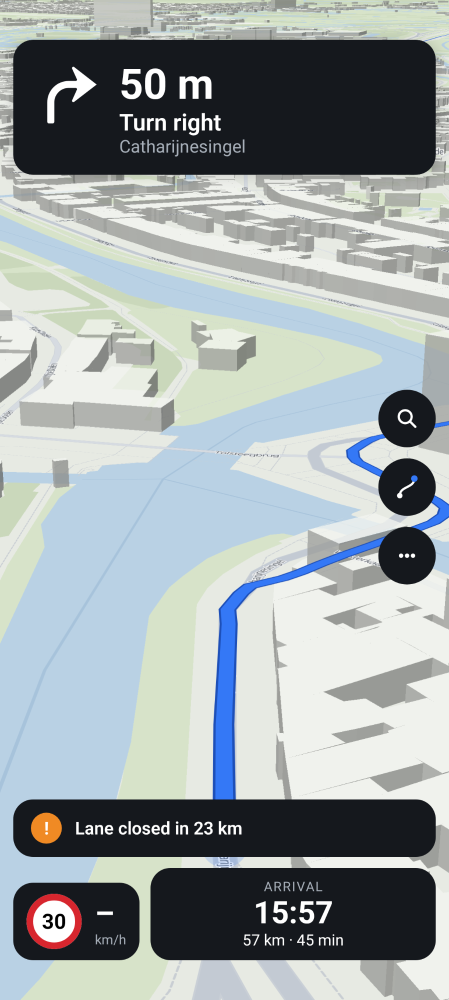 50 m
Turn right
Catharijnesingel
Lane closed in 23 km
30
–
km/h
ARRIVAL
15:57
57 km · 45 min